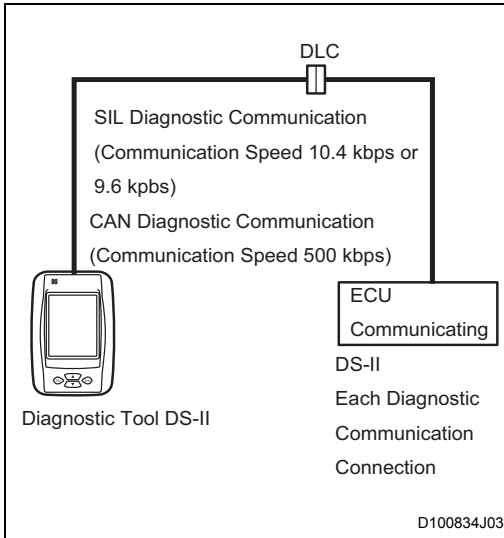 DLC
SIL Diagnostic Communication
(Communication Speed 10.4 kbps or
9.6 kpbs)
CAN Diagnostic Communication
(Communication Speed 500 kbps)
ECU
Communicating
DS-II
Each Diagnostic
Communication
Connection
Diagnostic Tool DS-II
D100834J03